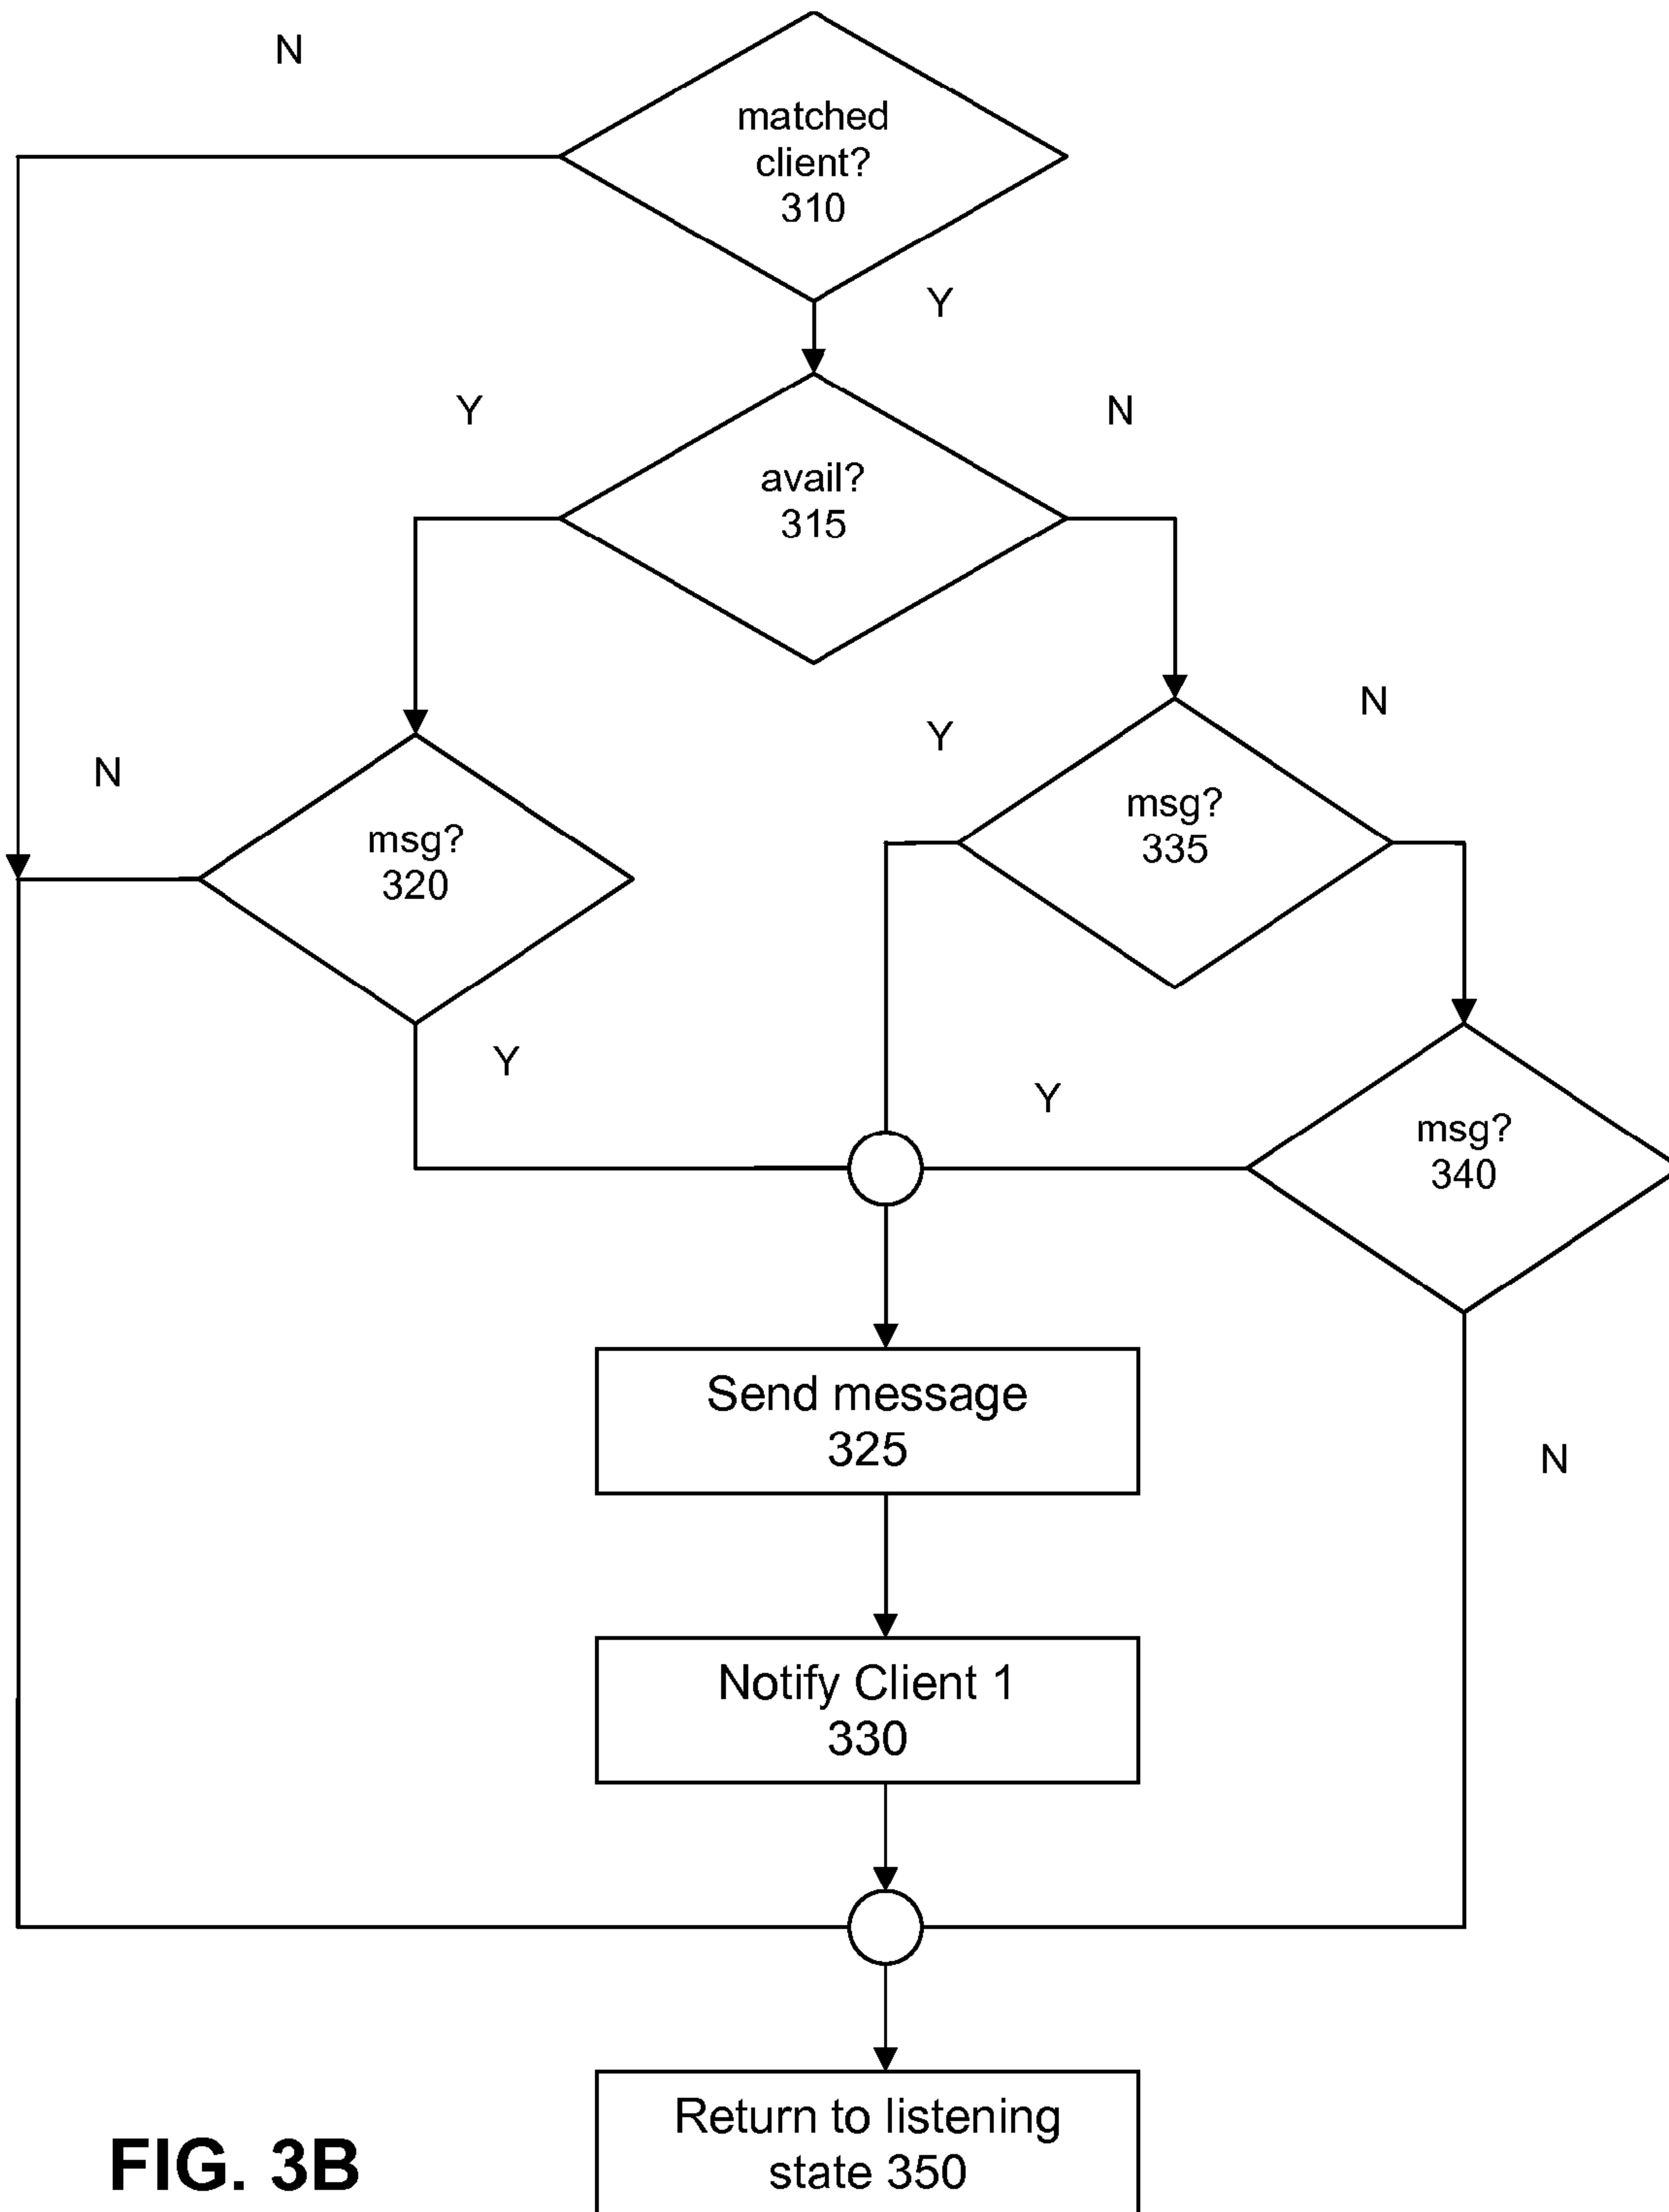 N
matched
client?
310
Y
Y
N
avail?
315
N
Y
N
msg?
320
msg?
335
Y
Y
msg?
340
Send message
325
N
Notify Client 1
330
Return to listening
state 350
FIG. 3B